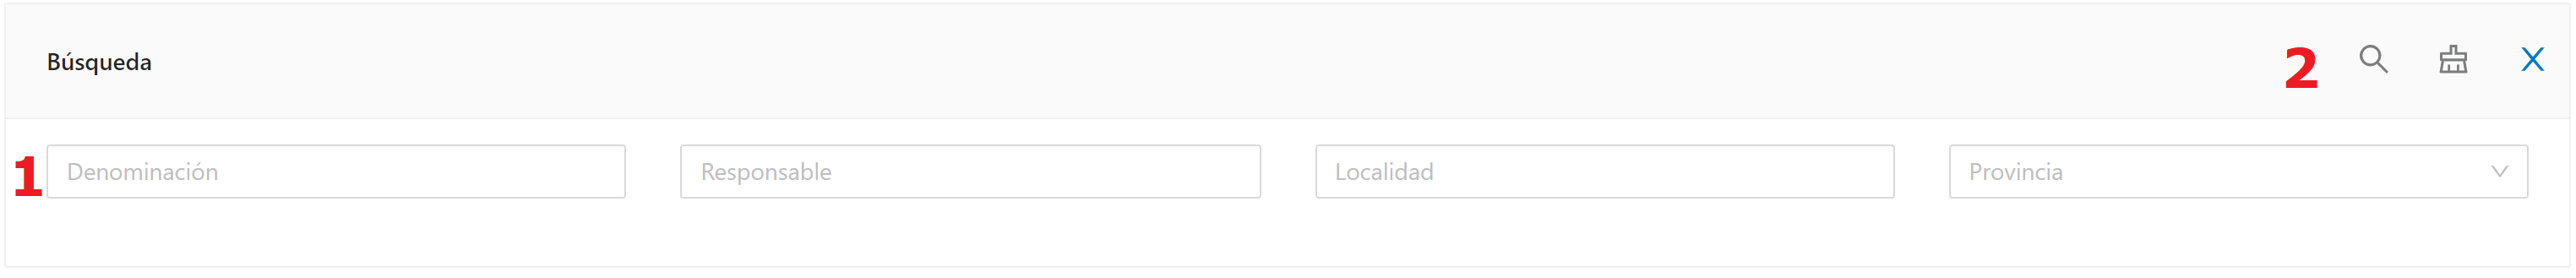 Búsqueda 2
1 Denominación Responsable Localidad Provincia